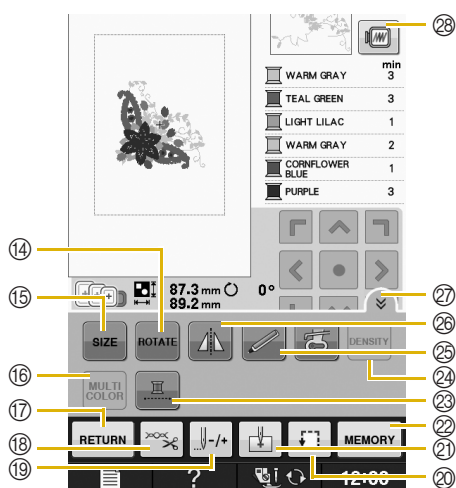 ㉘
min
WARM GRAY 3
TEAL GREEN 3
LIGHT LILAC 1
WARM GRAY 2
CORNFLOWER BLUE 1
PURPLE 3
⑭
⑮
87.3 mm 0°
89.2 mm
㉗
SIZE
ROTATE
DENSITY
㉖
㉕
㉔
⑯
MULTI COLOR
㉓
⑰
RETURN
-/+
MEMORY
㉒
⑱
⑲
㉑
⑳
?